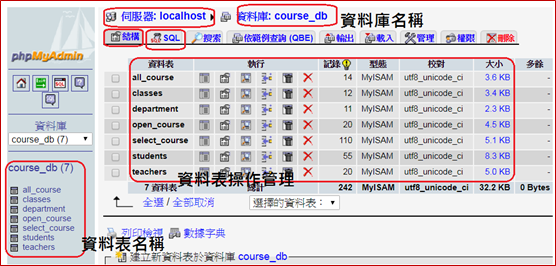 伺服器: localhost ▸ 資料庫: course_db 資料庫名稱
結構 SQL 搜索 依範例查詢 (QBE) 輸出 載入 管理 權限 刪除
phpMyAdmin
資料庫
course_db (7)
course_db (7)
all_course
classes
department
open_course
select_course
students
teachers
資料表名稱
資料表 執行 記錄 型態 校對 大小 多餘
all_course 14 MyISAM utf8_unicode_ci 3.6 KB -
classes 12 MyISAM utf8_unicode_ci 3.4 KB -
department 11 MyISAM utf8_unicode_ci 2.3 KB -
open_course 20 MyISAM utf8_unicode_ci 4.5 KB -
select_course 110 MyISAM utf8_unicode_ci 5.1 KB -
students 55 MyISAM utf8_unicode_ci 8.3 KB -
teachers 20 MyISAM utf8_unicode_ci 5.0 KB -
資料表操作管理
7 資料表 總計 242 MyISAM utf8_unicode_ci 32.2 KB 0 Bytes
全選 / 全部取消 選擇的資料表：
列印檢視 數據字典
建立新資料表於資料庫 course_db